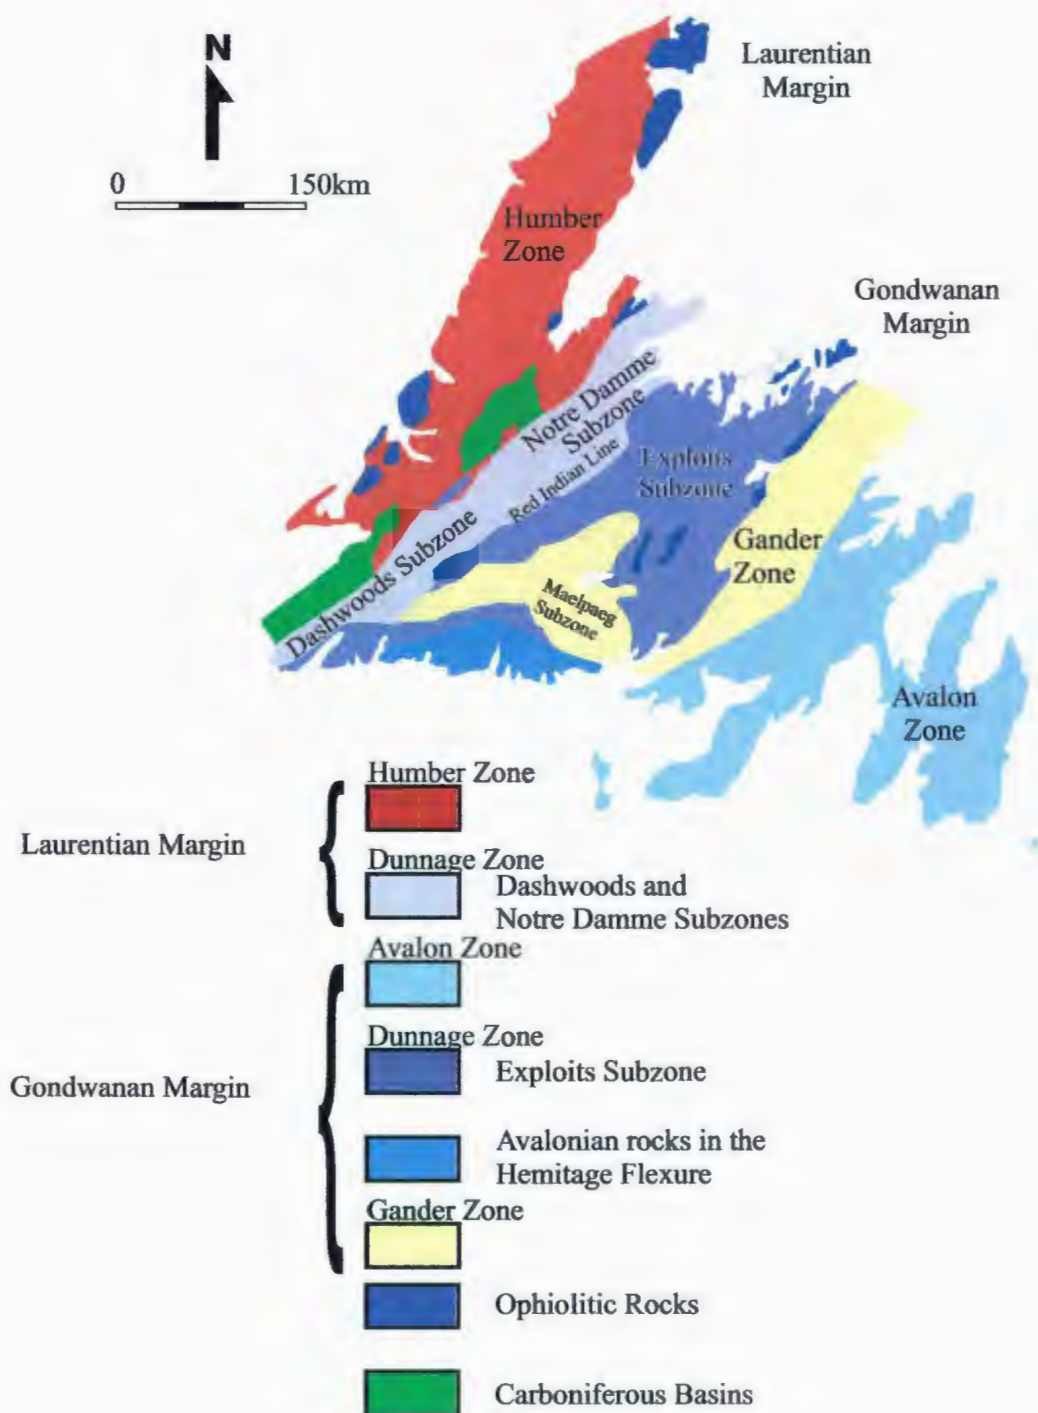 N
0 150km
Laurentian
Margin
Humber
Zone
Gondwanan
Margin
Notre Damme
Subzone
Red Indian Line
Exploits
Subzone
Dashwoods Subzone
Gander
Zone
Maelpaeg
Subzone
Avalon
Zone
Humber Zone
Laurentian Margin
Dunnage Zone
Dashwoods and
Notre Damme Subzones
Avalon Zone
Dunnage Zone
Exploits Subzone
Gondwanan Margin
Avalonian rocks in the
Hemitage Flexure
Gander Zone
Ophiolitic Rocks
Carboniferous Basins